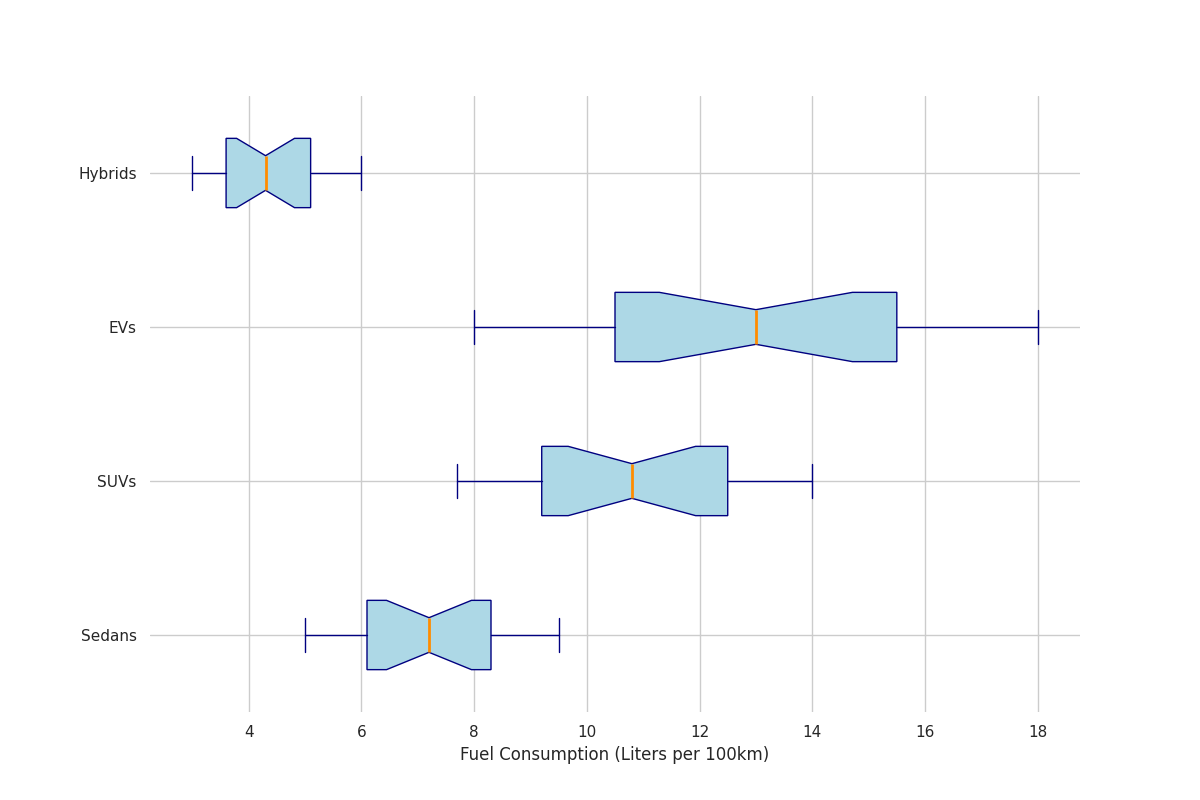 Hybrids
EVs
SUVs
Sedans
4 6 8 10 12 14 16 18
Fuel Consumption (Liters per 100km)